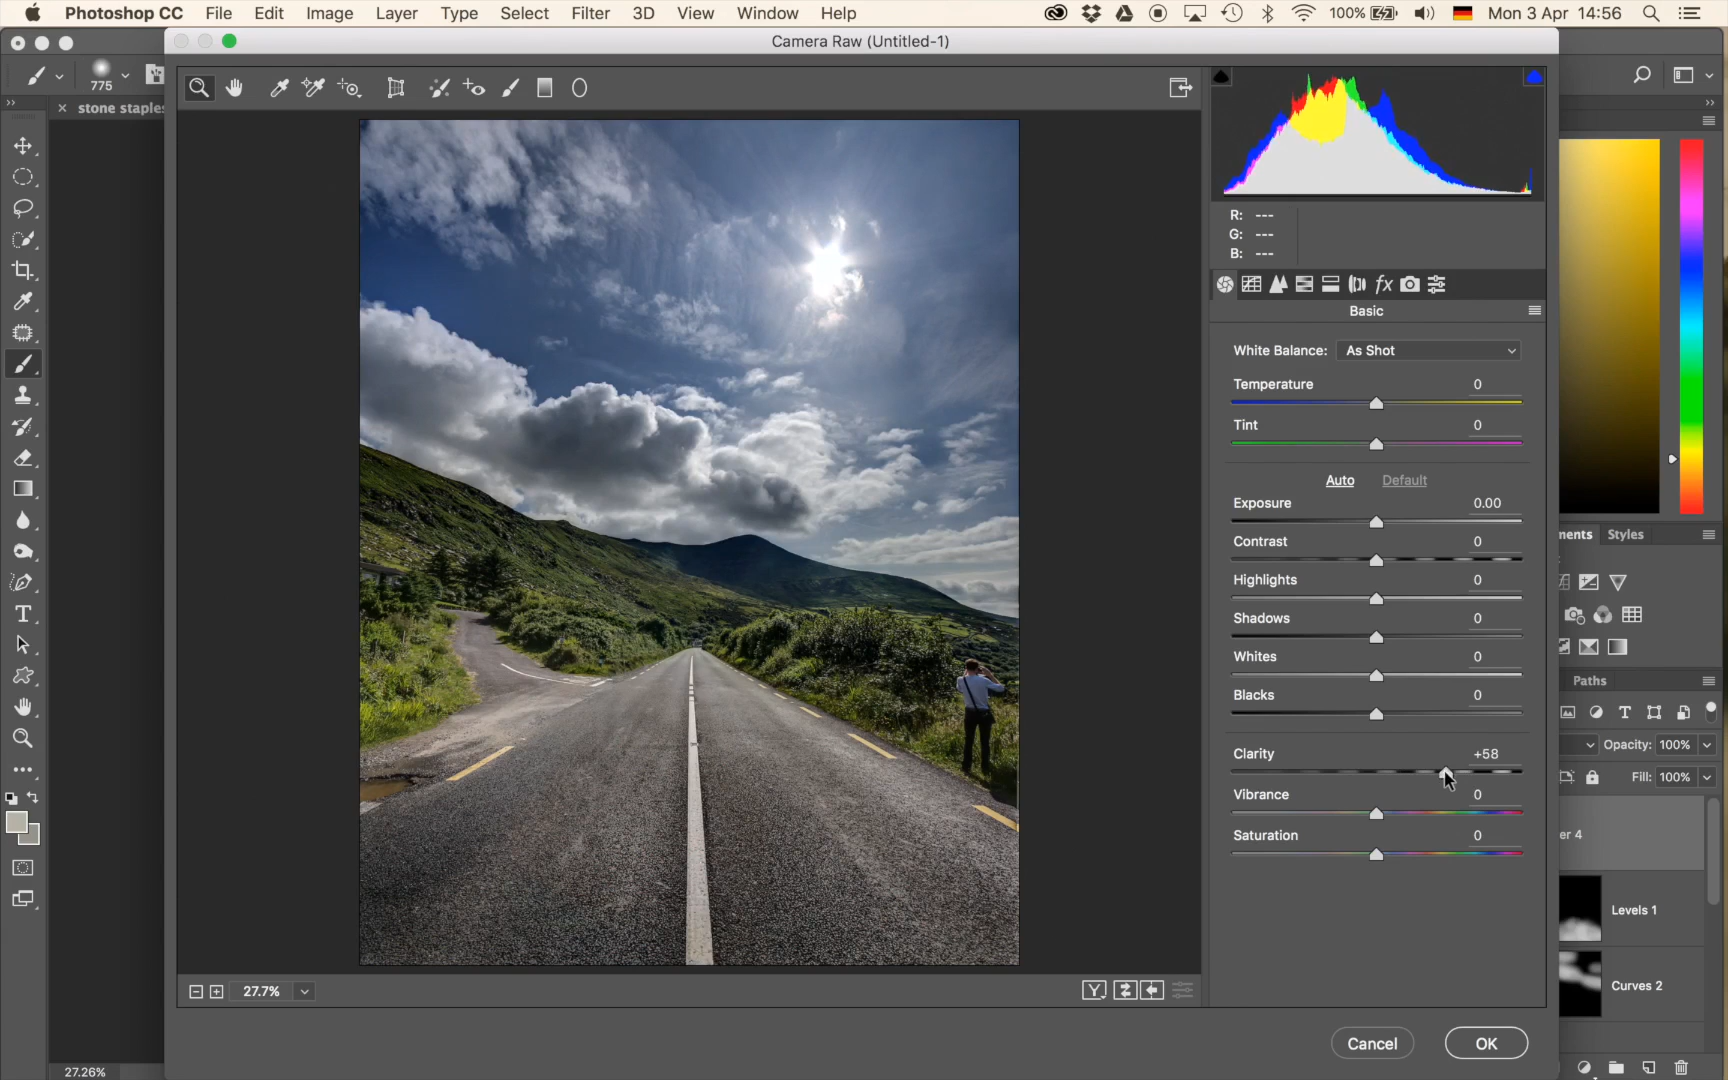 Photoshop CC File Edit Image Layer Type Select Filter 3D View Window Help 100% Mon 3 Apr 14:56
Camera Raw (Untitled-1)
775
stone staples
R: ---
G: ---
B: ---
fx
Basic
White Balance: As Shot
Temperature 0
Tint 0
Auto Default
Exposure 0.00
Contrast 0
Highlights 0
Shadows 0
Whites 0
Blacks 0
Clarity +58
Vibrance 0
Saturation 0
ments Styles
Paths
Opacity: 100%
Fill: 100%
er 4
Levels 1
Curves 2
27.7%
Y
Cancel OK
27.26%